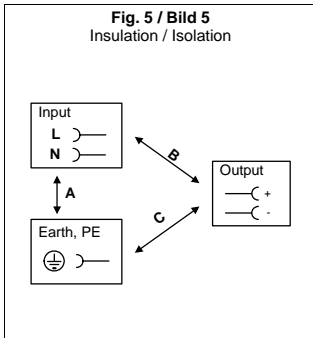 Fig. 5 / Bild 5
Insulation / Isolation
Input
L
N
B
Output
+
-
A
C
Earth, PE